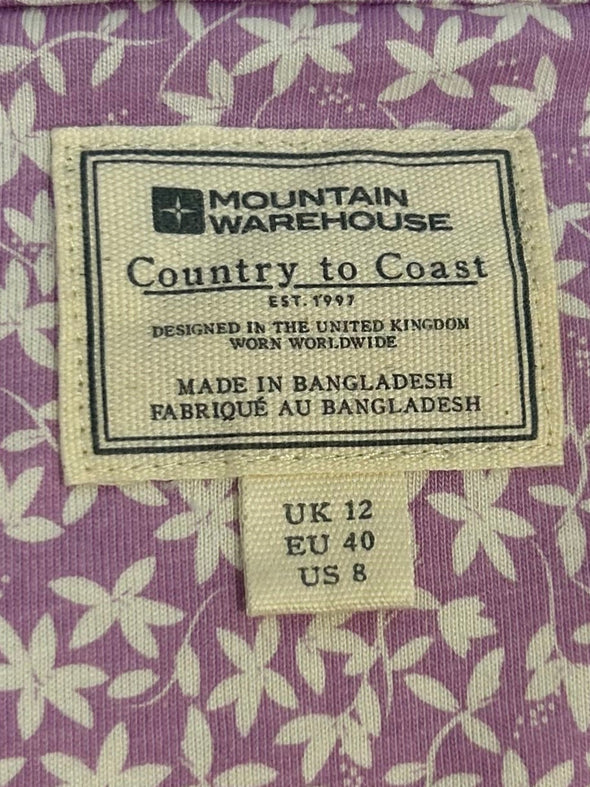 MOUNTAIN
WAREHOUSE
Country to Coast
EST. 1997
DESIGNED IN THE UNITED KINGDOM
WORN WORLDWIDE
MADE IN BANGLADESH
FABRIQUÉ AU BANGLADESH
UK 12
EU 40
US 8